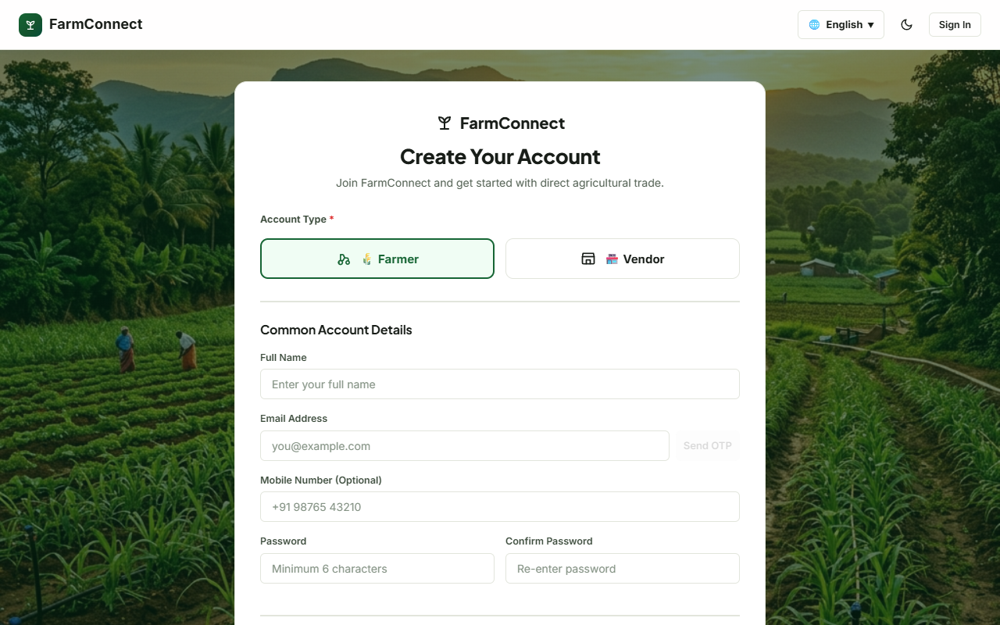 FarmConnect
🌐 English ▼
Sign In
FarmConnect
Create Your Account
Join FarmConnect and get started with direct agricultural trade.
Account Type *
🌾 Farmer
🏪 Vendor
Common Account Details
Full Name
Enter your full name
Email Address
you@example.com
Send OTP
Mobile Number (Optional)
+91 98765 43210
Password
Confirm Password
Minimum 6 characters
Re-enter password